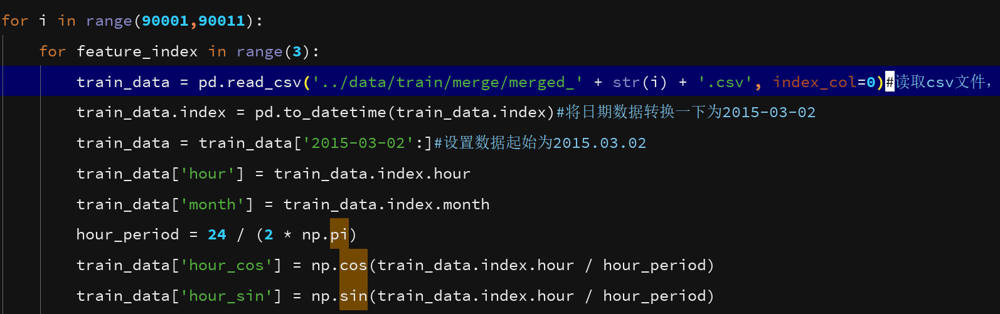 for i in range(90001,90011):
for feature_index in range(3):
train_data = pd.read_csv('../data/train/merge/merged_' + str(i) + '.csv', index_col=0)#读取csv文件,
train_data.index = pd.to_datetime(train_data.index)#将日期数据转换一下为2015-03-02
train_data = train_data['2015-03-02':]#设置数据起始为2015.03.02
train_data['hour'] = train_data.index.hour
train_data['month'] = train_data.index.month
hour_period = 24 / (2 * np.pi)
train_data['hour_cos'] = np.cos(train_data.index.hour / hour_period)
train_data['hour_sin'] = np.sin(train_data.index.hour / hour_period)